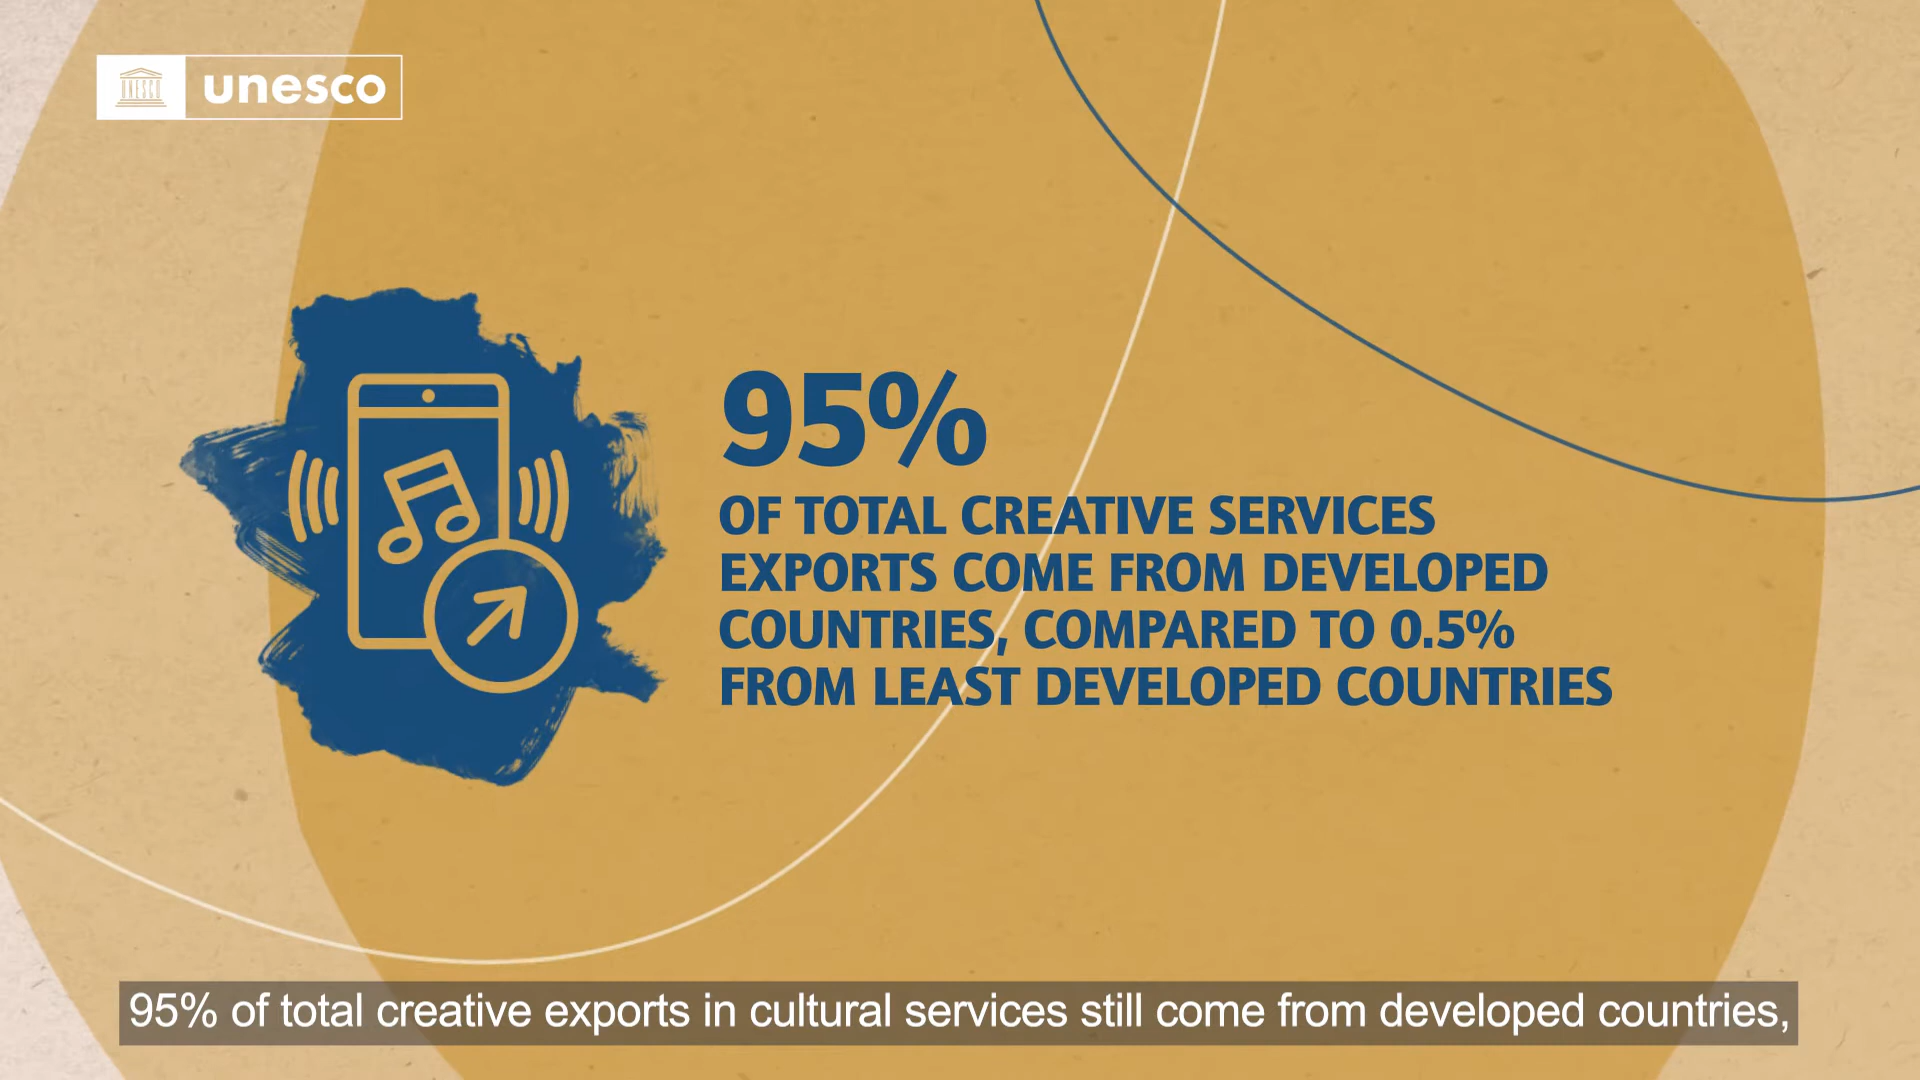 UNESCO
unesco
95%
OF TOTAL CREATIVE SERVICES
EXPORTS COME FROM DEVELOPED
COUNTRIES, COMPARED TO 0.5%
FROM LEAST DEVELOPED COUNTRIES
95% of total creative exports in cultural services still come from developed countries,